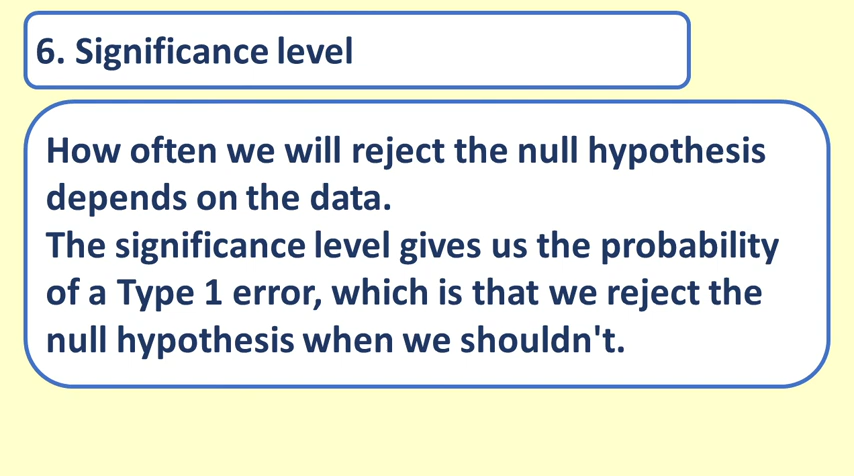 6. Significance level
How often we will reject the null hypothesis
depends on the data.
The significance level gives us the probability
of a Type 1 error, which is that we reject the
null hypothesis when we shouldn't.